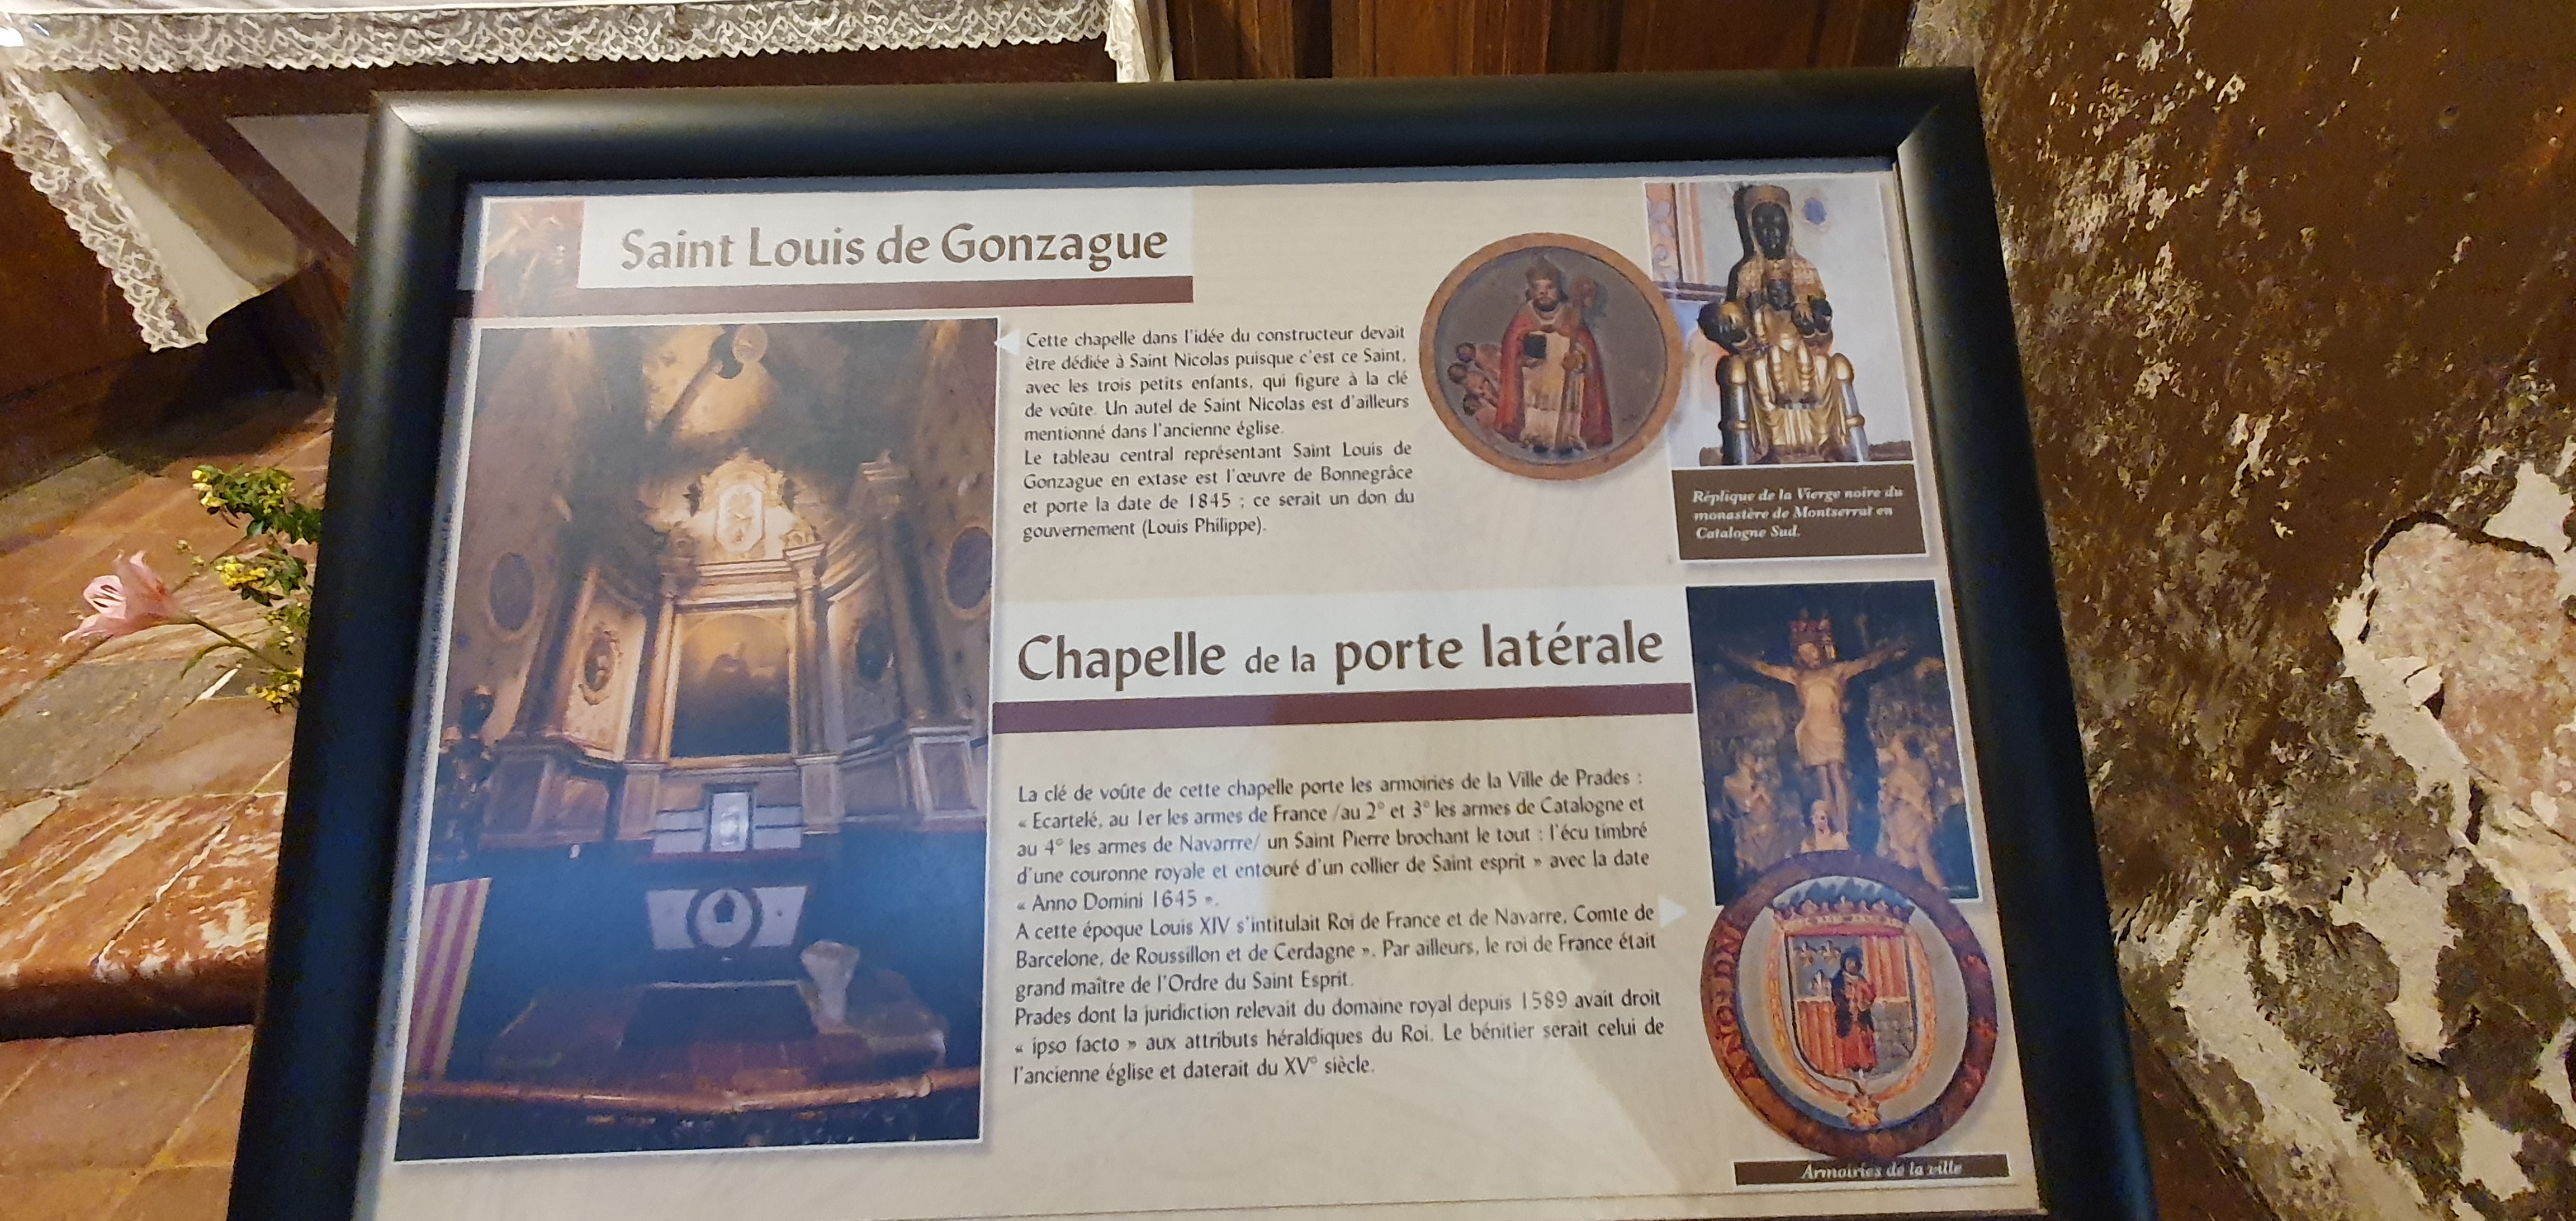 Saint Louis de Gonzague
Cette chapelle dans l'idée du constructeur devait
être dédiée à Saint Nicolas puisque c'est ce Saint,
avec les trois petits enfants, qui figure à la clé
de voûte. Un autel de Saint Nicolas est d'ailleurs
mentionné dans l'ancienne église.
Le tableau central représentant Saint Louis de
Gonzague en extase est l'œuvre de Bonnegrâce
et porte la date de 1845 ; ce serait un don du
gouvernement (Louis Philippe).
Réplique de la Vierge noire du
monastère de Montserrat en
Catalogne Sud.
Chapelle de la porte latérale
La clé de voûte de cette chapelle porte les armoiries de la Ville de Prades :
« Ecartelé, au 1er les armes de France /au 2° et 3° les armes de Catalogne et
au 4° les armes de Navarrre/ un Saint Pierre brochant le tout : l'écu timbré
d'une couronne royale et entouré d'un collier de Saint esprit » avec la date
« Anno Domini 1645 ».
A cette époque Louis XIV s'intitulait Roi de France et de Navarre, Comte de
Barcelone, de Roussillon et de Cerdagne ». Par ailleurs, le roi de France était
grand maître de l'Ordre du Saint Esprit.
Prades dont la juridiction relevait du domaine royal depuis 1589 avait droit
« ipso facto » aux attributs héraldiques du Roi. Le bénitier serait celui de
l'ancienne église et daterait du XV° siècle.
Armoiries de la ville